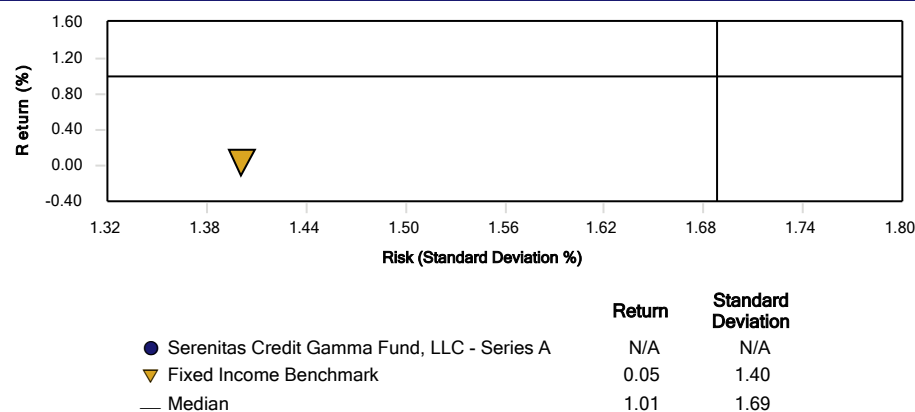 1.60
1.20
0.80
0.40
0.00
-0.40
Return (%)
1.32 1.38 1.44 1.50 1.56 1.62 1.68 1.74 1.80
Risk (Standard Deviation %)
Return Standard Deviation
Serenitas Credit Gamma Fund, LLC - Series A N/A N/A
Fixed Income Benchmark 0.05 1.40
Median 1.01 1.69